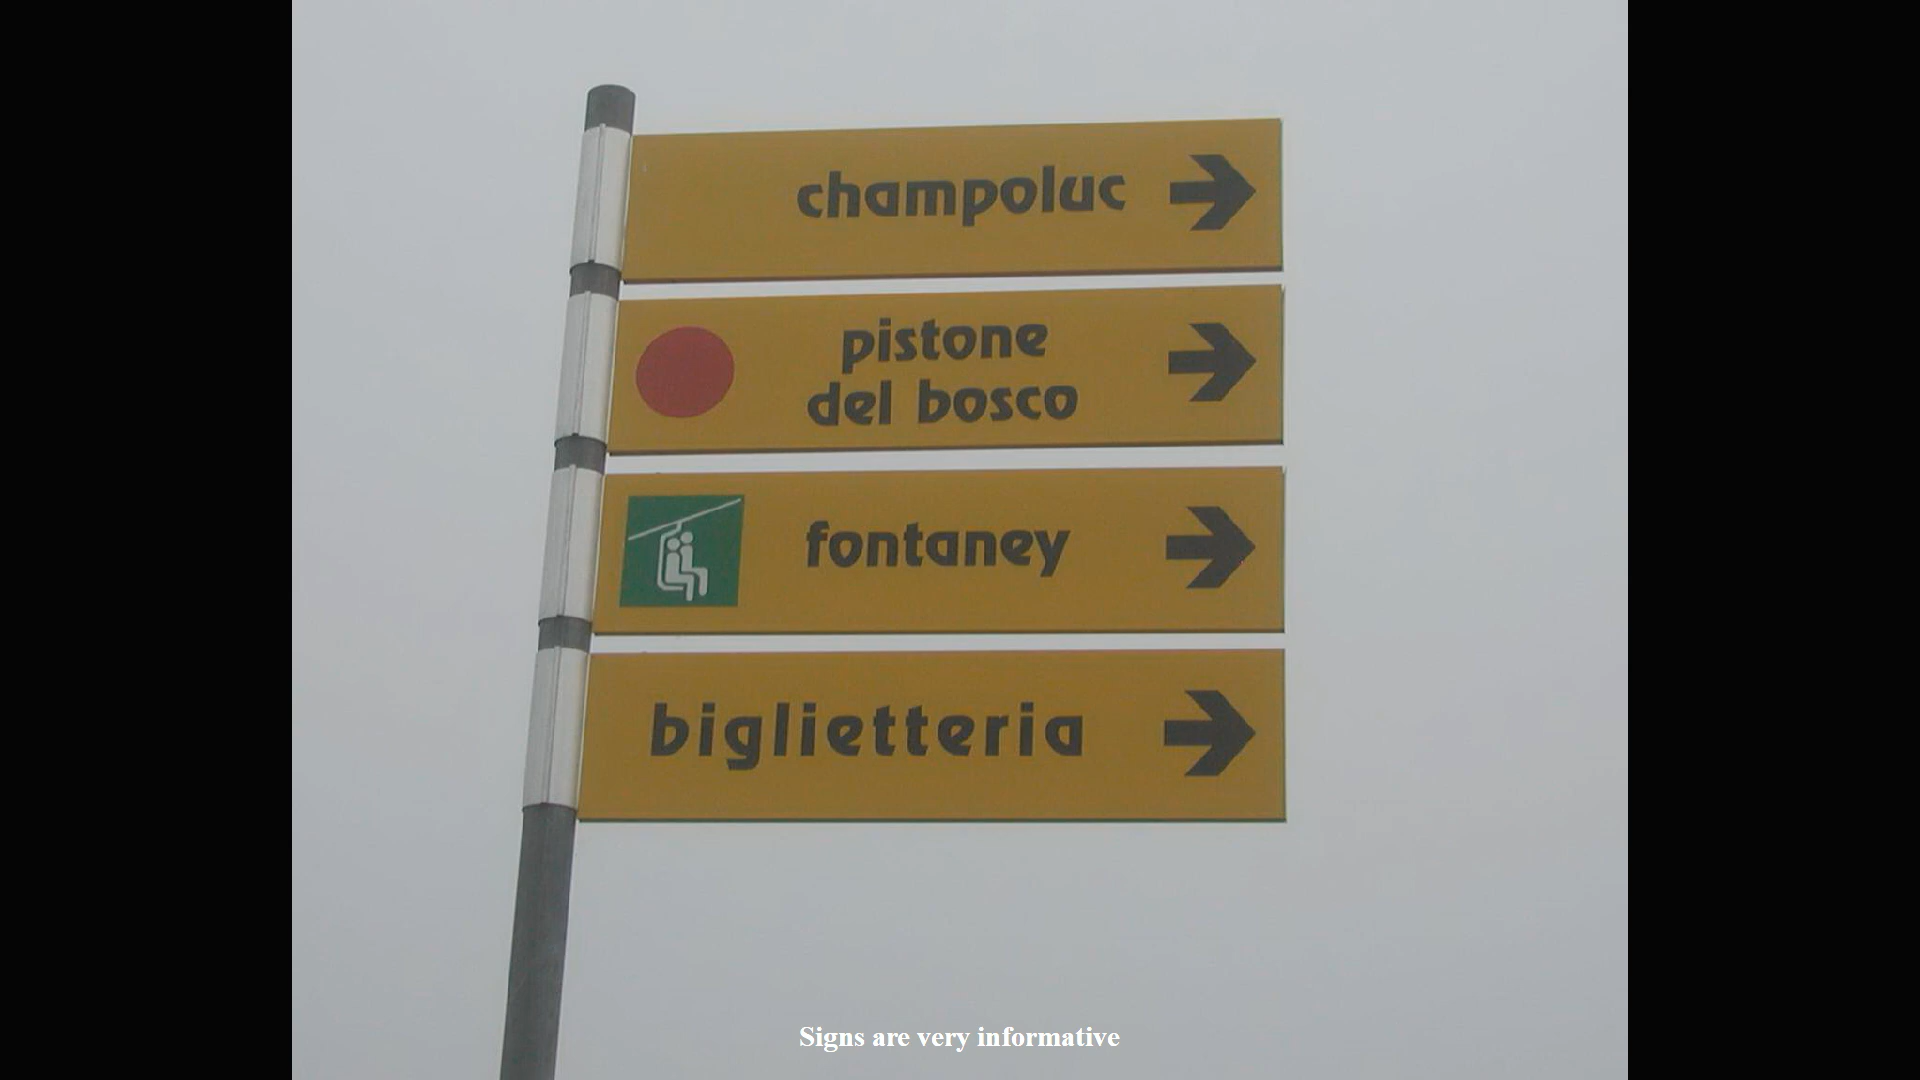 champoluc
pistone
del bosco
fontaney
biglietteria
Signs are very informative